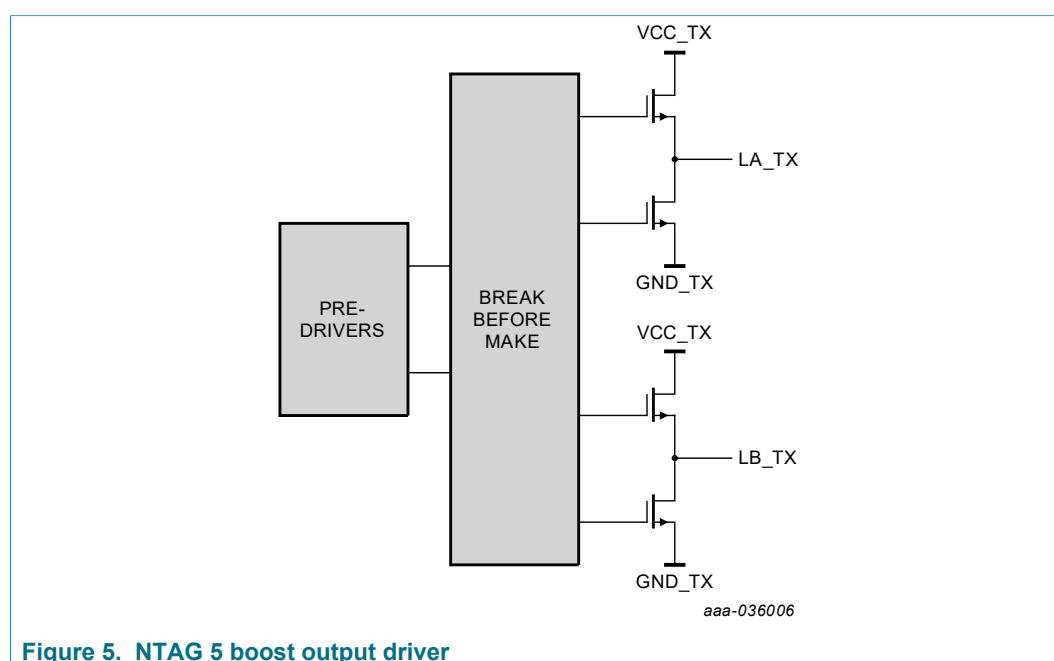 VCC_TX
LA_TX
GND_TX
PRE-
DRIVERS
BREAK
BEFORE
MAKE
VCC_TX
LB_TX
GND_TX
aaa-036006
Figure 5. NTAG 5 boost output driver